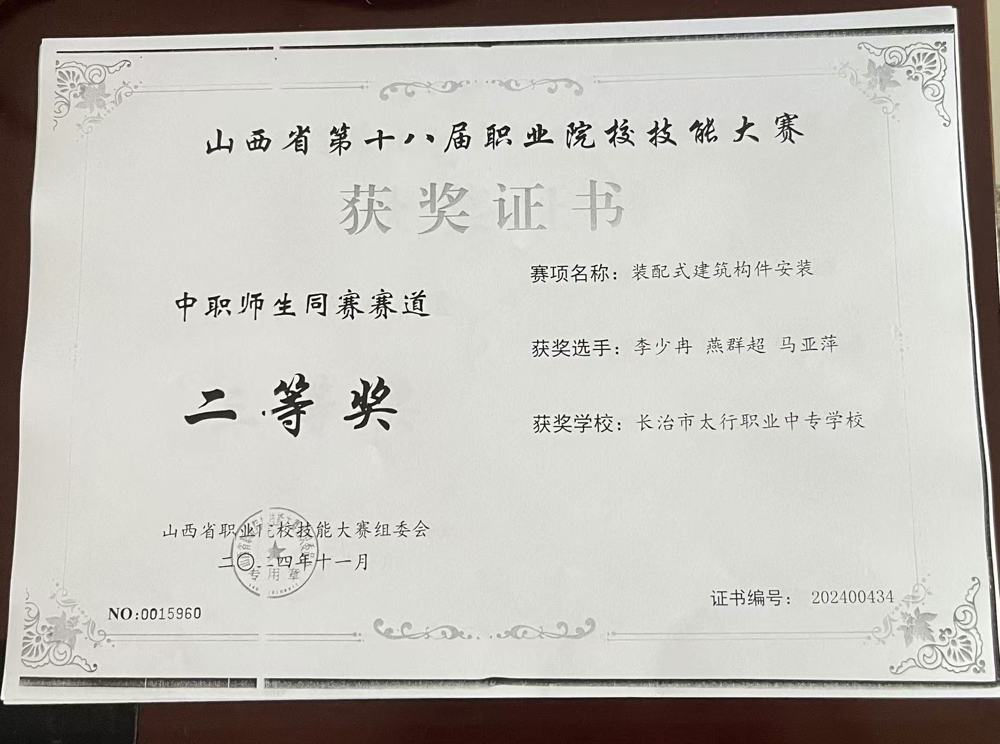 山西省第十八届职业院校技能大赛
获奖证书
中职师生同赛赛道
二等奖
赛项名称：装配式建筑构件安装
获奖选手：李少冉 燕群超 马亚萍
获奖学校：长治市太行职业中专学校
山西省职业院校技能大赛组委会
二〇二四年十一月
专用章
NO:0015960
证书编号： 202400434